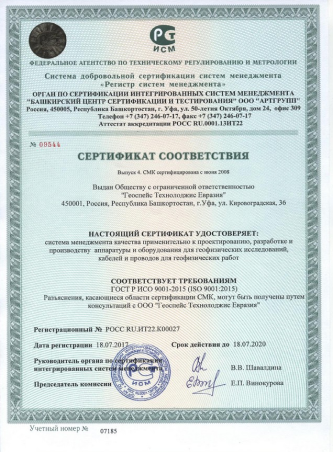 РС
ИСМ
ФЕДЕРАЛЬНОЕ АГЕНТСТВО ПО ТЕХНИЧЕСКОМУ РЕГУЛИРОВАНИЮ И МЕТРОЛОГИИ
Система добровольной сертификации систем менеджмента
«Регистр систем менеджмента»
ОРГАН ПО СЕРТИФИКАЦИИ ИНТЕГРИРОВАННЫХ СИСТЕМ МЕНЕДЖМЕНТА
"БАШКИРСКИЙ ЦЕНТР СЕРТИФИКАЦИИ И ТЕСТИРОВАНИЯ" ООО "АРТГРУПП"
Россия, 450005, Республика Башкортостан, г. Уфа, ул. 50-летия Октября, дом 24, офис 309
Телефон +7 (347) 246-07-17, факс +7 (347) 246-07-17
Аттестат аккредитации РОСС RU.0001.13ИТ22
№ 09544
СЕРТИФИКАТ СООТВЕТСТВИЯ
Выпуск 4. СМК сертифицирована с июля 2008
Выдан Обществу с ограниченной ответственностью
"Геоспейс Технолоджис Евразия"
450001, Россия, Республика Башкортостан, г.Уфа, ул. Кировоградская, 36
НАСТОЯЩИЙ СЕРТИФИКАТ УДОСТОВЕРЯЕТ:
система менеджмента качества применительно к проектированию, разработке и
производству аппаратуры и оборудования для геофизических исследований,
кабелей и проводов для геофизических работ
СООТВЕТСТВУЕТ ТРЕБОВАНИЯМ
ГОСТ Р ИСО 9001-2015 (ISO 9001:2015)
Разъяснения, касающиеся области сертификации СМК, могут быть получены путем
консультаций с ООО "Геоспейс Технолоджис Евразия"
Регистрационный № РОСС RU.ИТ22.К00027
Дата регистрации 18.07.2017 Срок действия до 18.07.2020
Руководитель органа по сертификации
интегрированных систем менеджмента В.В. Шавалдина
Председатель комиссии Е.П. Винокурова
ИСМ
Учетный номер № 07185